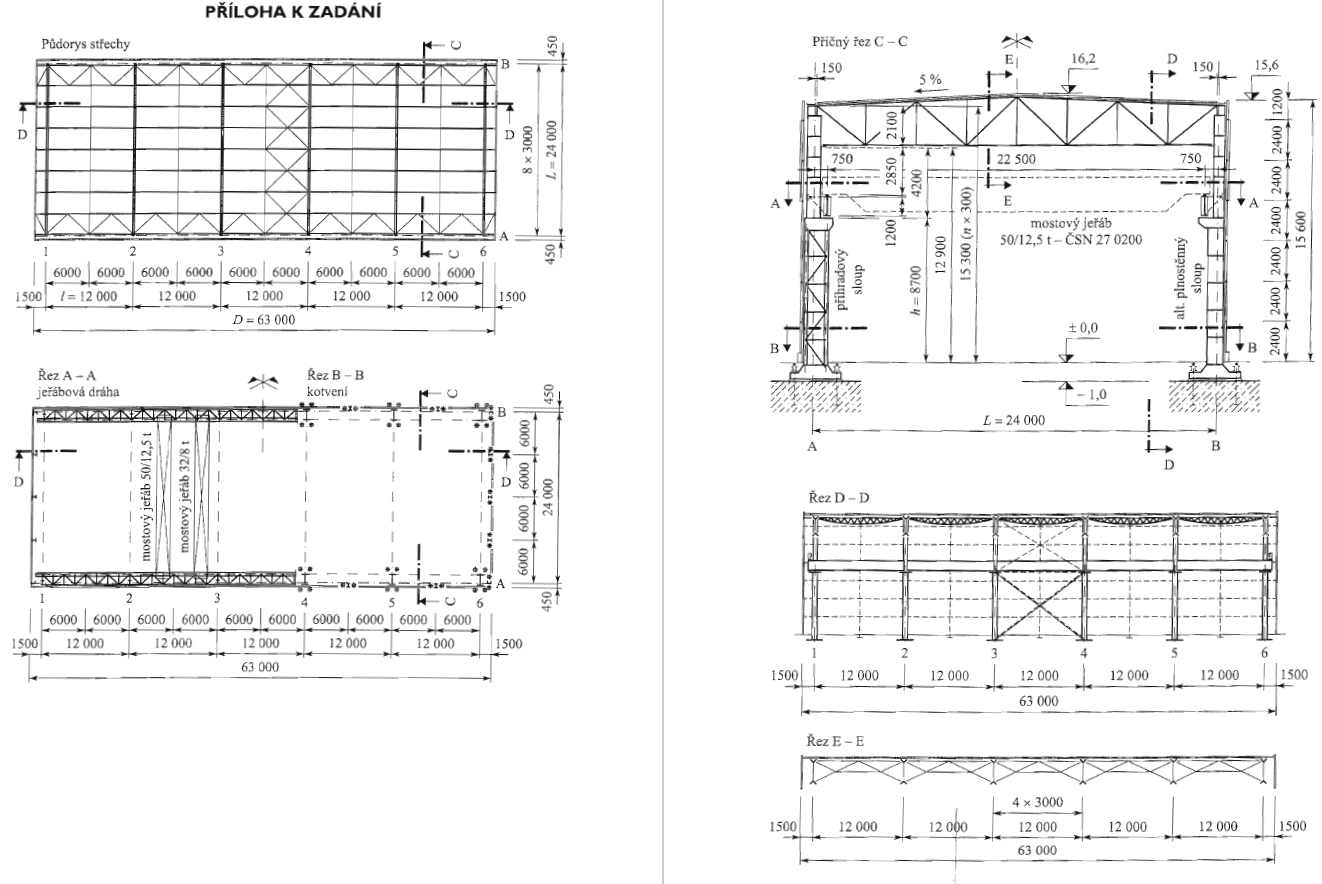 PŘÍLOHA K ZADÁNÍ
Půdorys střechy
C
450
B
D
D
8 × 3000
L = 24 000
A
1 2 3 4 5 6
C
450
6000 6000 6000 6000 6000 6000 6000 6000 6000 6000
1500 l = 12 000 12 000 12 000 12 000 12 000 1500
D = 63 000
Řez A – A
jeřábová dráha
Řez B – B
kotvení
C
450
B
D
D
mostový jeřáb 50/12,5 t
mostový jeřáb 32/8 t
6000
6000
6000
6000
24 000
A
1 2 3 4 5 6
C
450
6000 6000 6000 6000 6000 6000 6000 6000 6000 6000
1500 12 000 12 000 12 000 12 000 12 000 1500
63 000
Příčný řez C – C
E
D
16,2
15,6
150
150
5 %
1200
2100
2400
750 22 500 750
2850
4200
2400
2400
A
A
E
1200
mostový jeřáb
50/12,5 t – ČSN 27 0200
2400
příhradový
sloup
h = 8700
12 900
15 300 (n × 300)
alt. plnostěnný
sloup
2400
2400
15 600
B
B
± 0,0
– 1,0
L = 24 000
A
B
D
Řez D – D
1 2 3 4 5 6
1500 12 000 12 000 12 000 12 000 12 000 1500
63 000
Řez E – E
4 × 3000
1500 12 000 12 000 12 000 12 000 12 000 1500
63 000